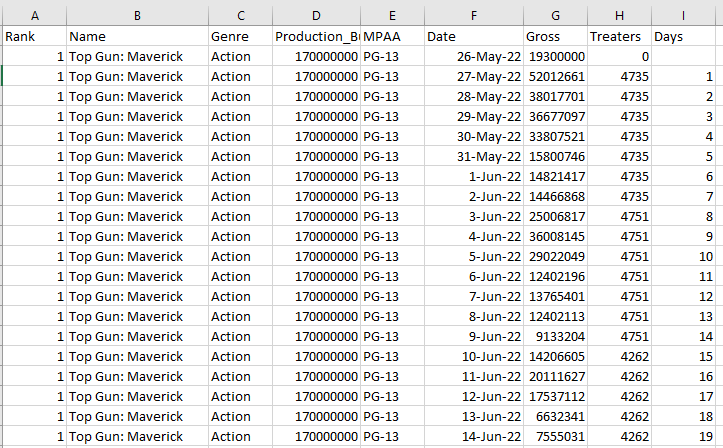 A B C D E F G H I
Rank Name Genre Production_Bu MPAA Date Gross Treaters Days
1 Top Gun: Maverick Action 170000000 PG-13 26-May-22 19300000 0
1 Top Gun: Maverick Action 170000000 PG-13 27-May-22 52012661 4735 1
1 Top Gun: Maverick Action 170000000 PG-13 28-May-22 38017701 4735 2
1 Top Gun: Maverick Action 170000000 PG-13 29-May-22 36677097 4735 3
1 Top Gun: Maverick Action 170000000 PG-13 30-May-22 33807521 4735 4
1 Top Gun: Maverick Action 170000000 PG-13 31-May-22 15800746 4735 5
1 Top Gun: Maverick Action 170000000 PG-13 1-Jun-22 14821417 4735 6
1 Top Gun: Maverick Action 170000000 PG-13 2-Jun-22 14466868 4735 7
1 Top Gun: Maverick Action 170000000 PG-13 3-Jun-22 25006817 4751 8
1 Top Gun: Maverick Action 170000000 PG-13 4-Jun-22 36008145 4751 9
1 Top Gun: Maverick Action 170000000 PG-13 5-Jun-22 29022049 4751 10
1 Top Gun: Maverick Action 170000000 PG-13 6-Jun-22 12402196 4751 11
1 Top Gun: Maverick Action 170000000 PG-13 7-Jun-22 13765401 4751 12
1 Top Gun: Maverick Action 170000000 PG-13 8-Jun-22 12402113 4751 13
1 Top Gun: Maverick Action 170000000 PG-13 9-Jun-22 9133204 4751 14
1 Top Gun: Maverick Action 170000000 PG-13 10-Jun-22 14206605 4262 15
1 Top Gun: Maverick Action 170000000 PG-13 11-Jun-22 20111627 4262 16
1 Top Gun: Maverick Action 170000000 PG-13 12-Jun-22 17537112 4262 17
1 Top Gun: Maverick Action 170000000 PG-13 13-Jun-22 6632341 4262 18
1 Top Gun: Maverick Action 170000000 PG-13 14-Jun-22 7555031 4262 19